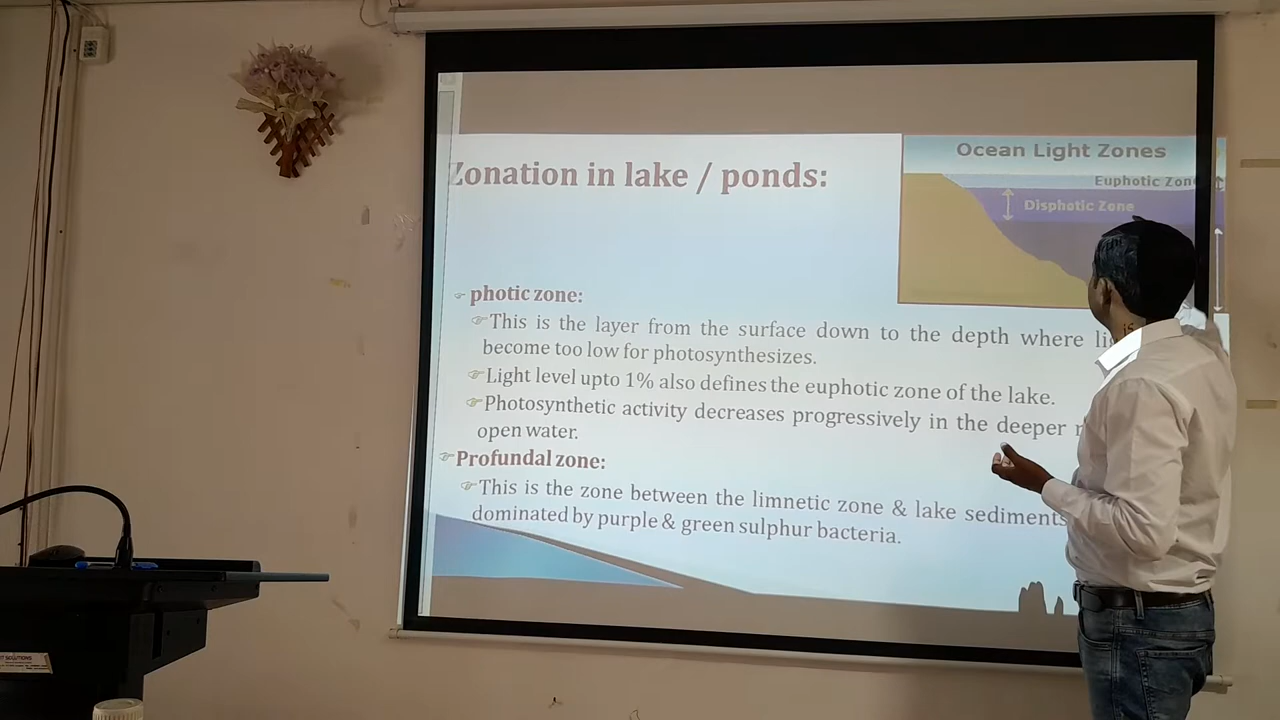 Zonation in lake / ponds:
Ocean Light Zones
Euphotic Zone
Disphotic Zone
photic zone:
This is the layer from the surface down to the depth where
become too low for photosynthesizes.
Light level upto 1% also defines the euphotic zone of the lake.
Photosynthetic activity decreases progressively in the deeper
open water.
Profundal zone:
This is the zone between the limnetic zone & lake sediments
dominated by purple & green sulphur bacteria.